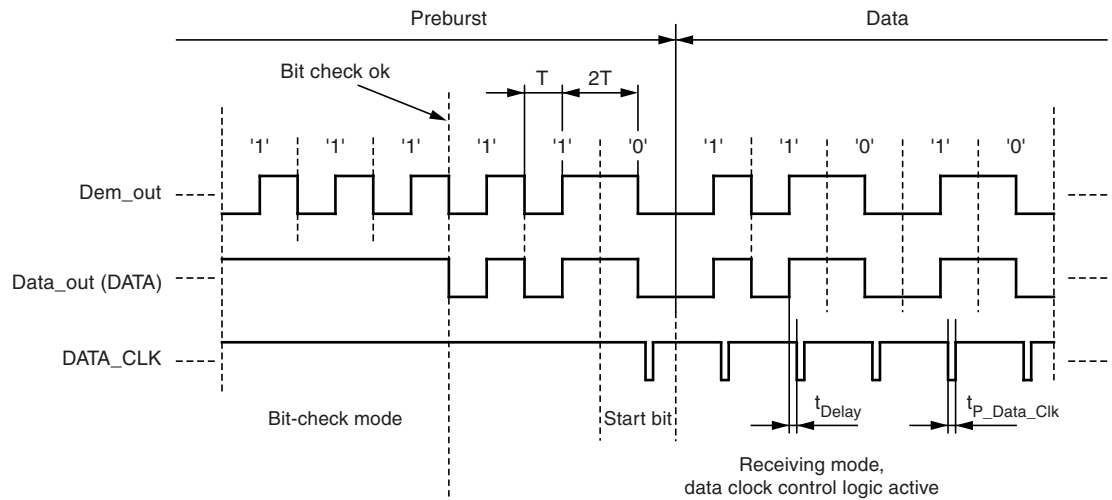 Preburst Data
Bit check ok
T 2T
'1' '1' '1' '1' '1' '0' '1' '1' '0' '1' '0'
Dem_out
Data_out (DATA)
DATA_CLK
Bit-check mode
Start bit
tDelay
tP_Data_Clk
Receiving mode,
data clock control logic active